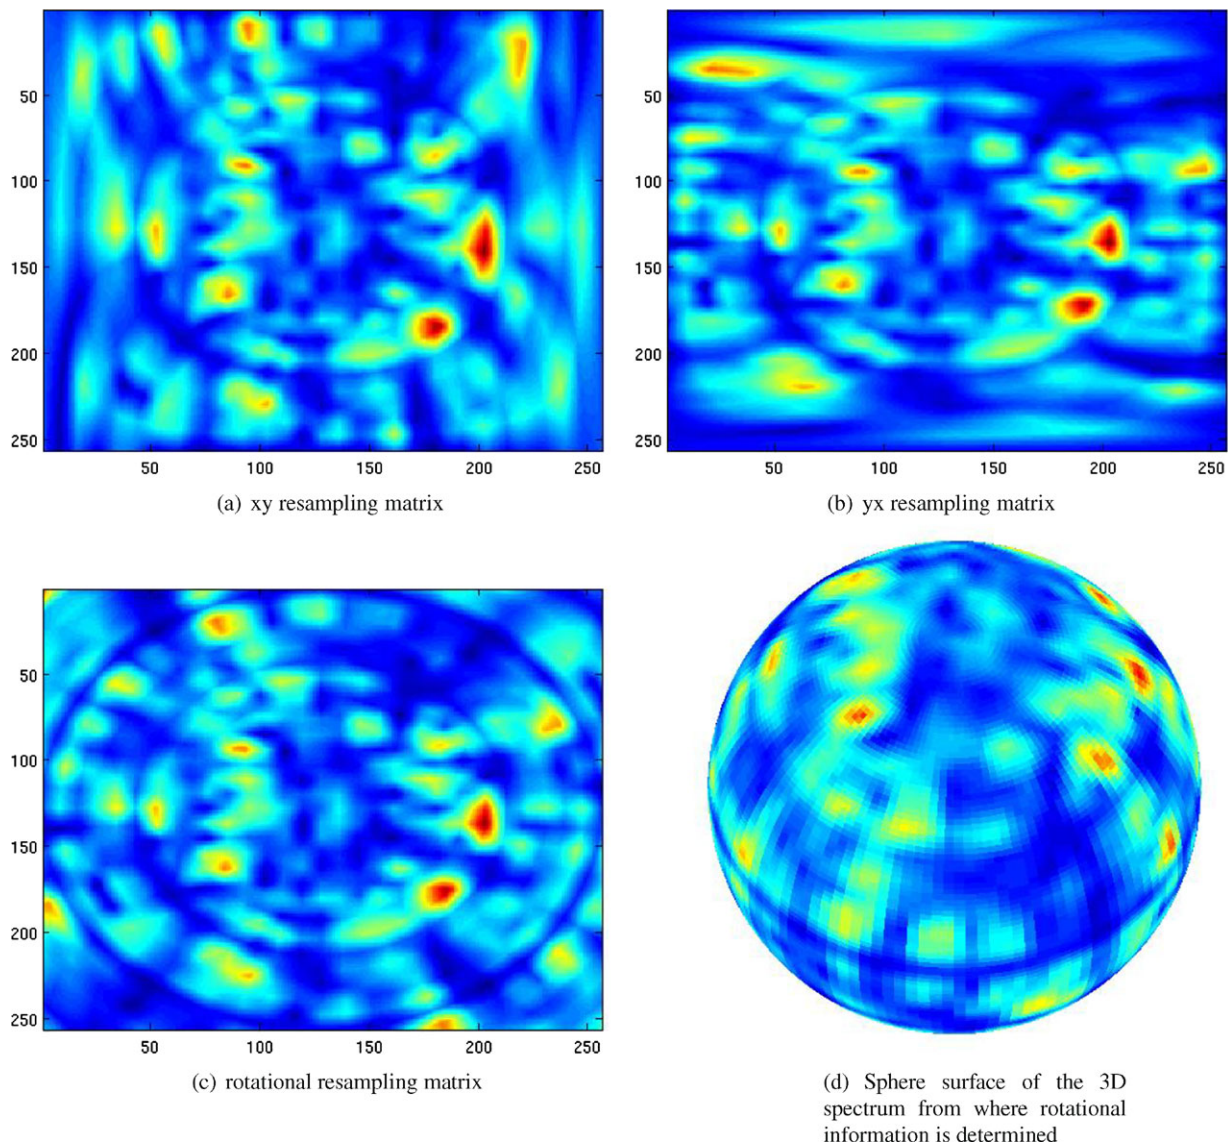 50
100
150
200
250
50 100 150 200 250
(a) xy resampling matrix
50
100
150
200
250
50 100 150 200 250
(b) yx resampling matrix
50
100
150
200
250
50 100 150 200 250
(c) rotational resampling matrix
(d) Sphere surface of the 3D
spectrum from where rotational
information is determined